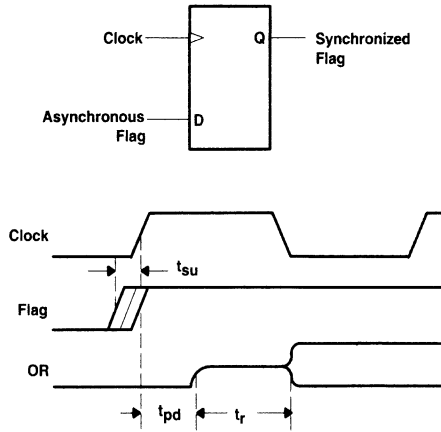 Clock
Q
Synchronized
Flag
Asynchronous
Flag
D
Clock
tsu
Flag
OR
tpd
tr